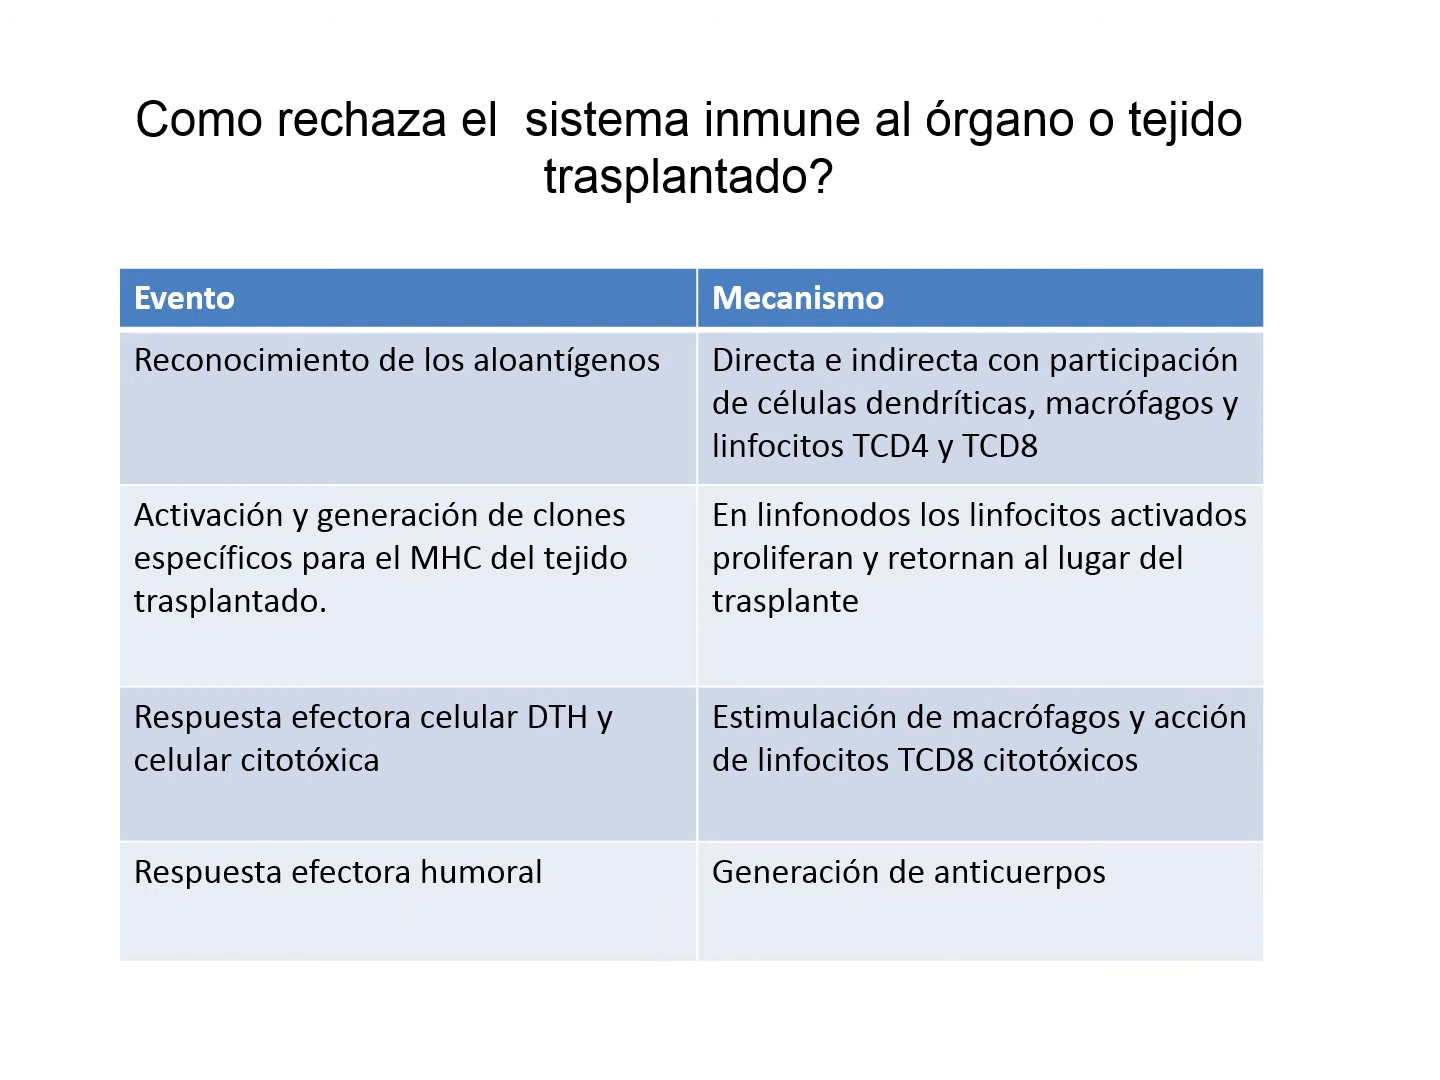 Como rechaza el  sistema inmune al órgano o tejido
trasplantado?
Evento
Mecanismo
Reconocimiento de los aloantígenos
Directa e indirecta con participación
de células dendríticas, macrófagos y
linfocitos TCD4 y TCD8
Activación y generación de clones
específicos para el MHC del tejido
trasplantado.
En linfonodos los linfocitos activados
proliferan y retornan al lugar del
trasplante
Respuesta efectora celular DTH y
celular citotóxica
Estimulación de macrófagos y acción
de linfocitos TCD8 citotóxicos
Respuesta efectora humoral
Generación de anticuerpos